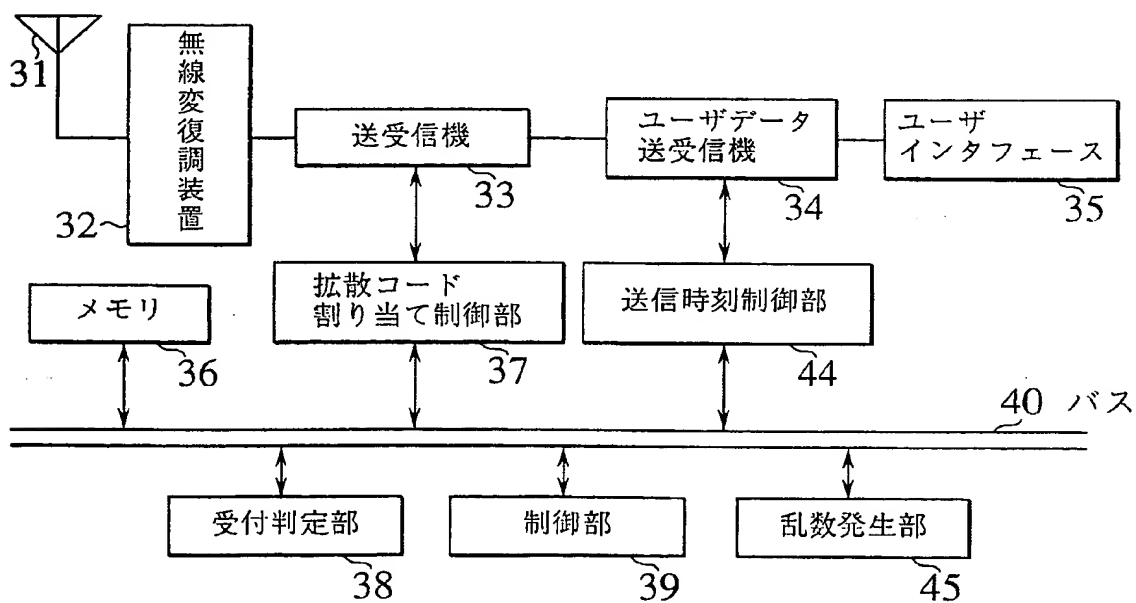 31
無線変復調装置
32
送受信機
33
ユーザデータ
送受信機
34
ユーザ
インタフェース
35
メモリ
36
拡散コード
割り当て制御部
37
送信時刻制御部
44
40 バス
受付判定部
38
制御部
39
乱数発生部
45